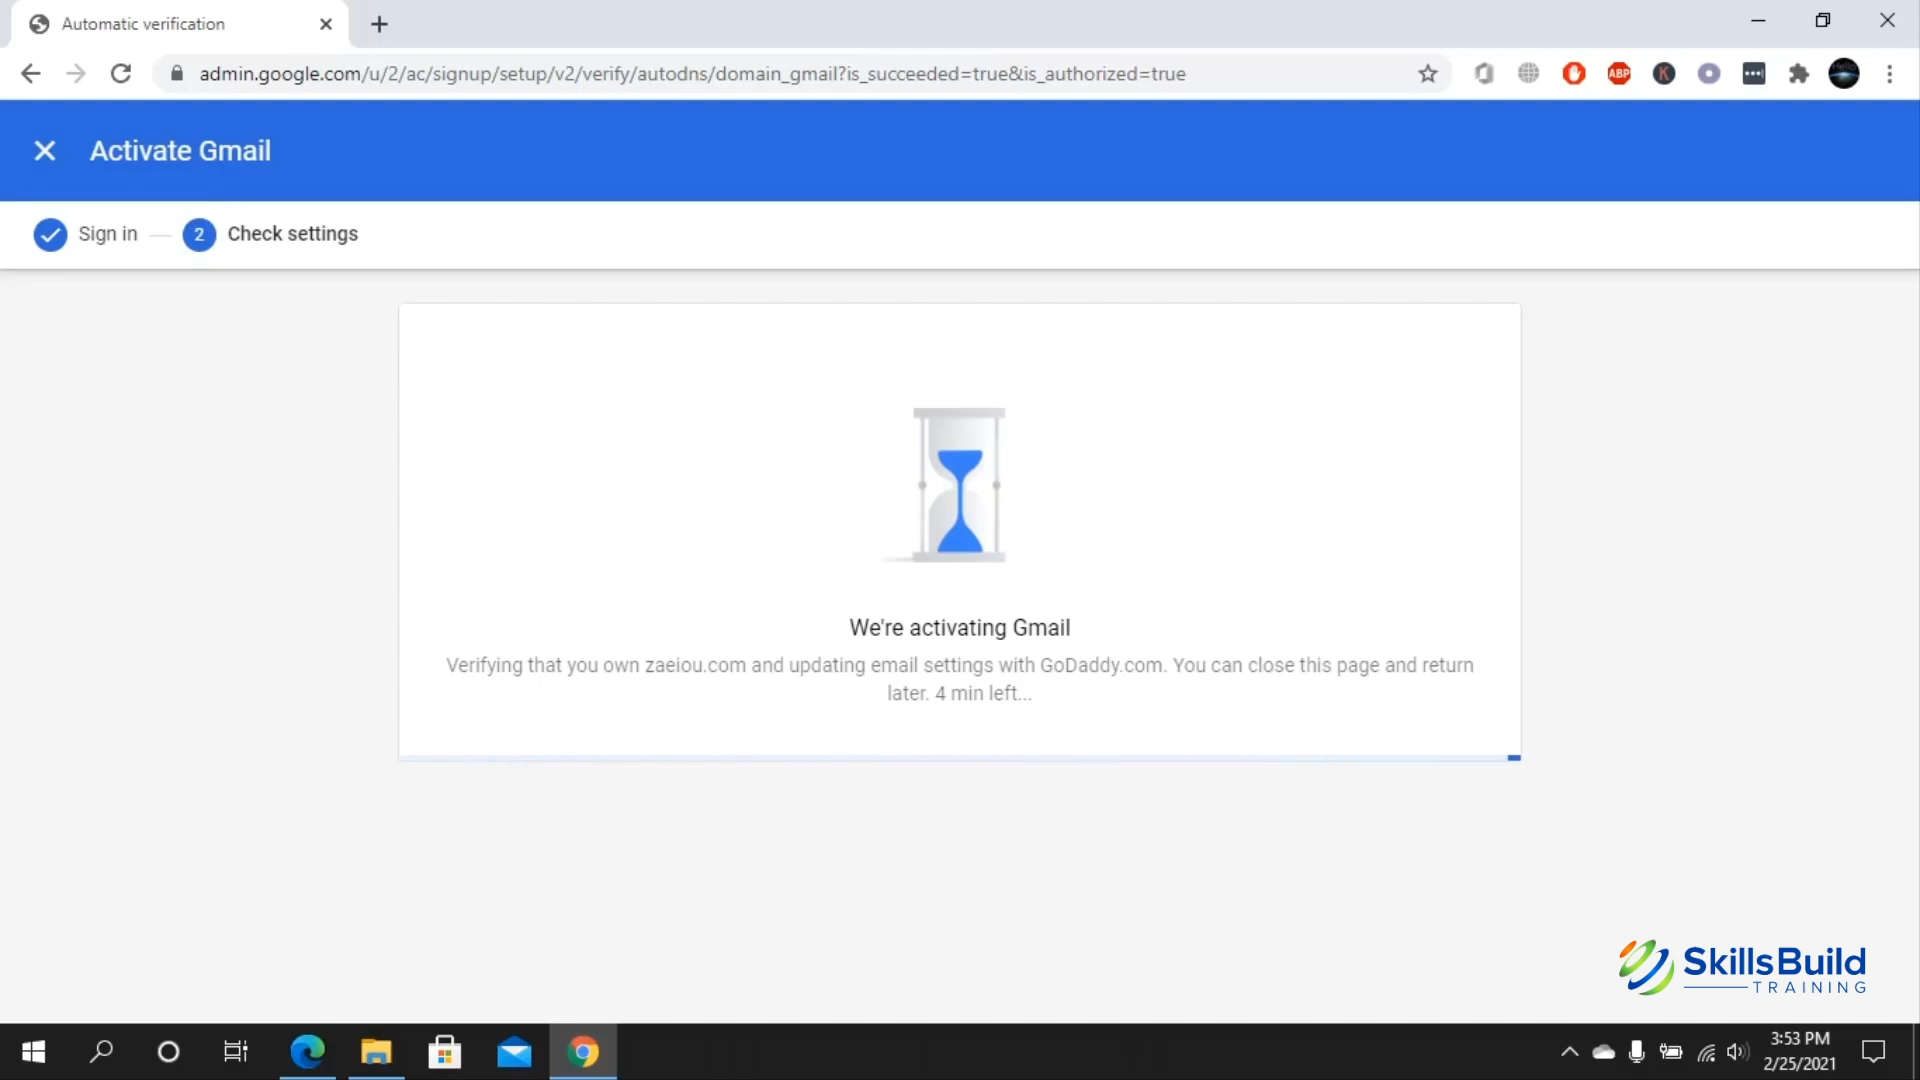 Automatic verification
admin.google.com/u/2/ac/signup/setup/v2/verify/autodns/domain_gmail?is_succeeded=true&is_authorized=true
ABP
K
Activate Gmail
Sign in
2
Check settings
We're activating Gmail
Verifying that you own zaeiou.com and updating email settings with GoDaddy.com. You can close this page and return
later. 4 min left...
SkillsBuild
TRAINING
3:53 PM
2/25/2021